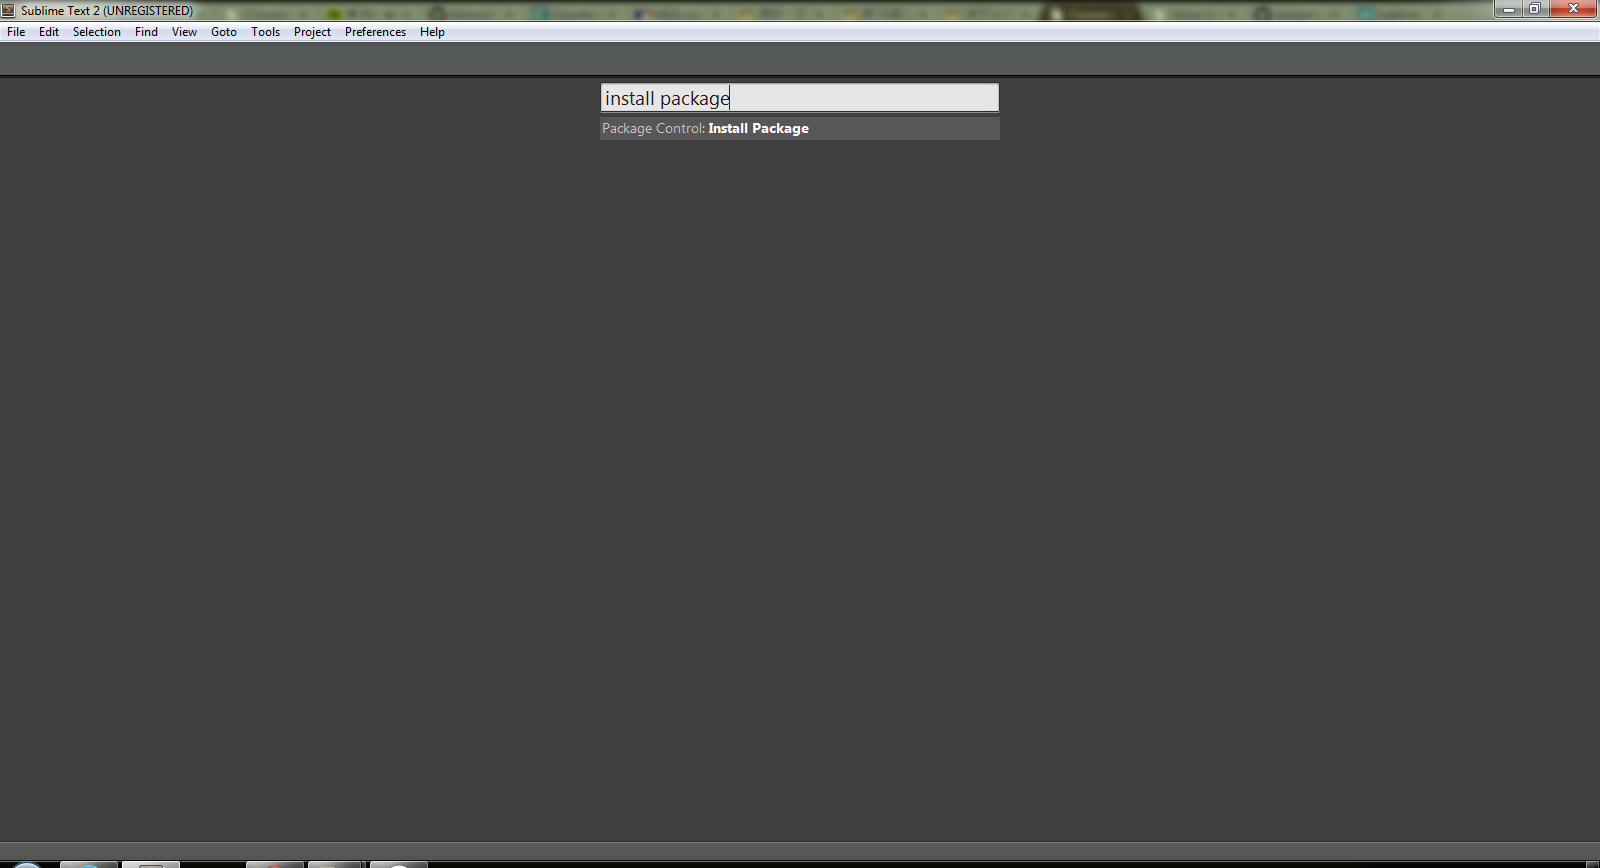 Sublime Text 2 (UNREGISTERED)
File Edit Selection Find View Goto Tools Project Preferences Help
install package
Package Control: Install Package